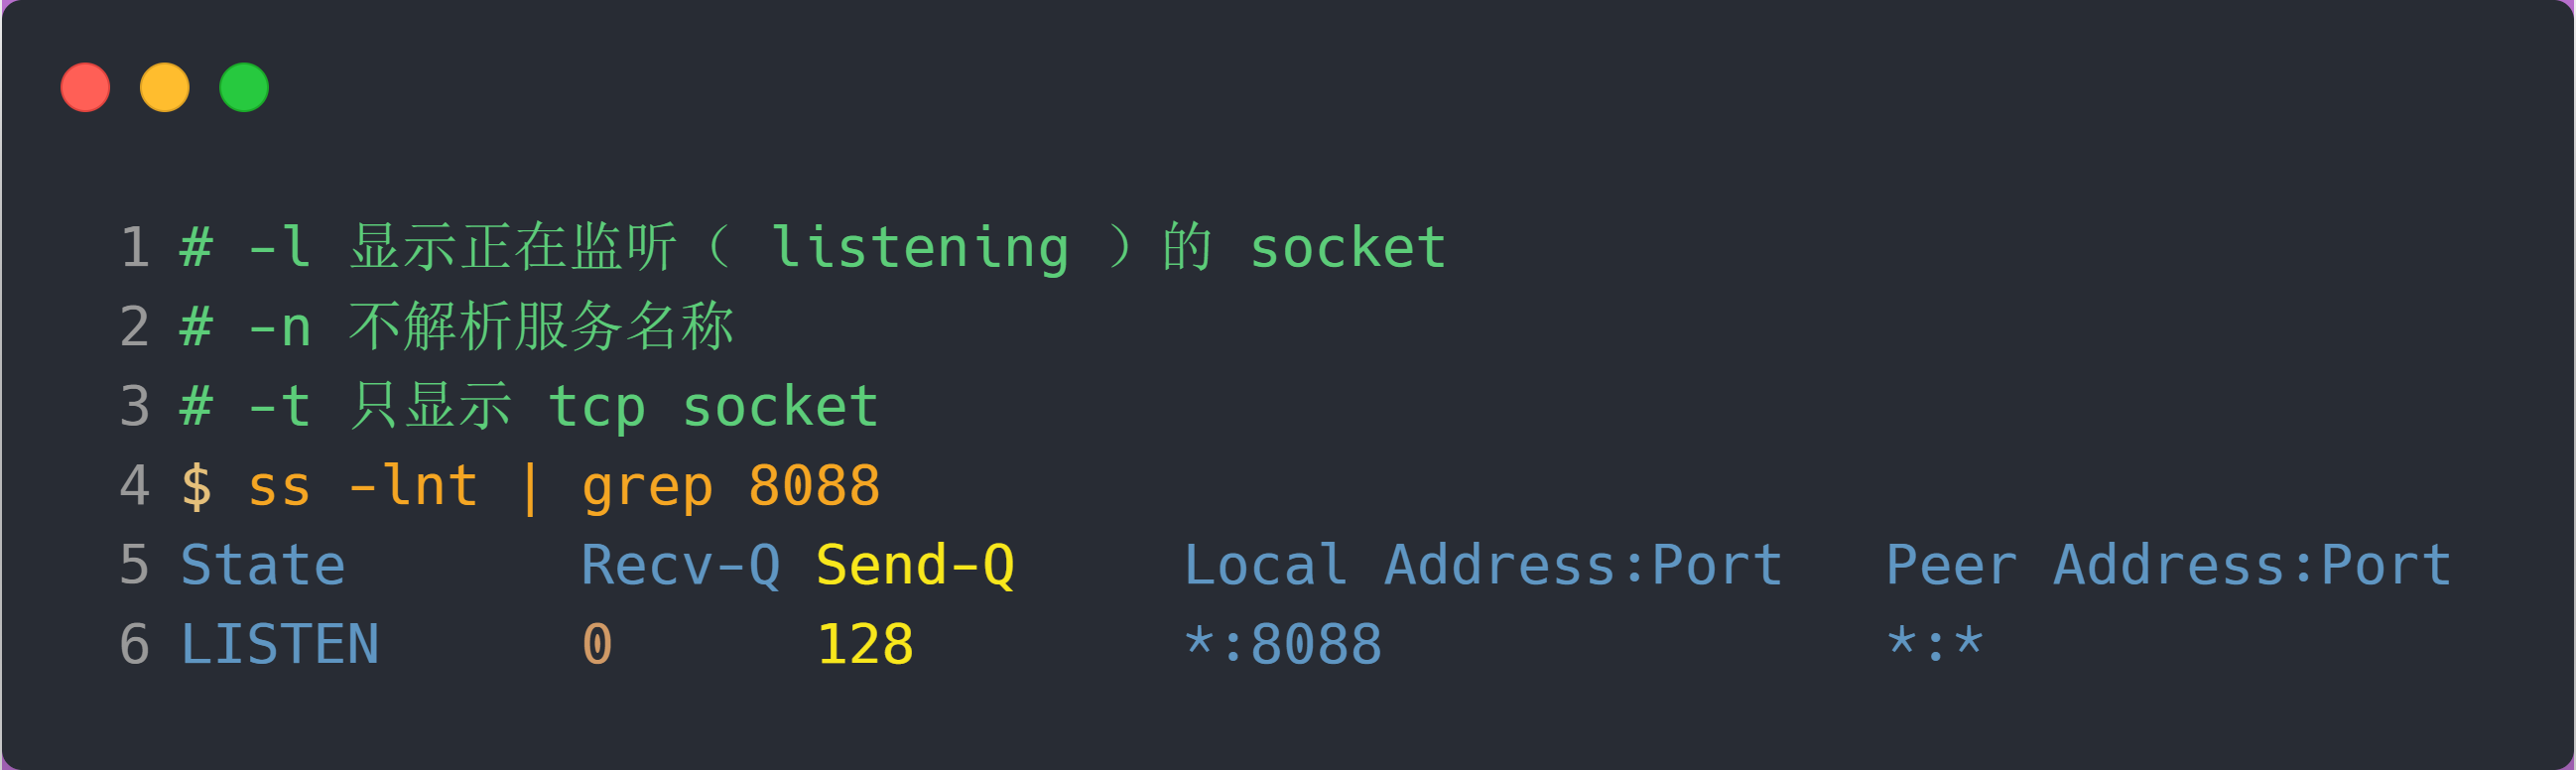 1 # -l 显示正在监听（ listening ）的 socket
2 # -n 不解析服务名称
3 # -t 只显示 tcp socket
4 $ ss -lnt | grep 8088
5 State       Recv-Q Send-Q     Local Address:Port   Peer Address:Port
6 LISTEN      0      128        *:8088               *:*